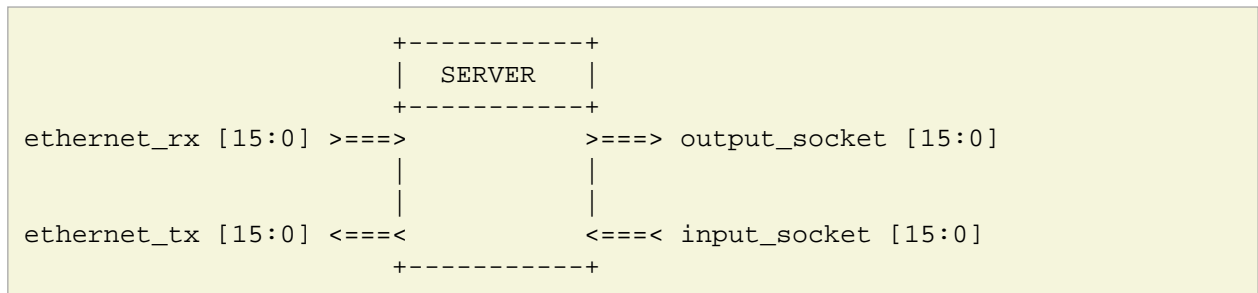 +-----------+
|  SERVER   |
+-----------+
ethernet_rx [15:0] >===>           >===> output_socket [15:0]
|           |
|           |
ethernet_tx [15:0] <===<           <===< input_socket [15:0]
+-----------+